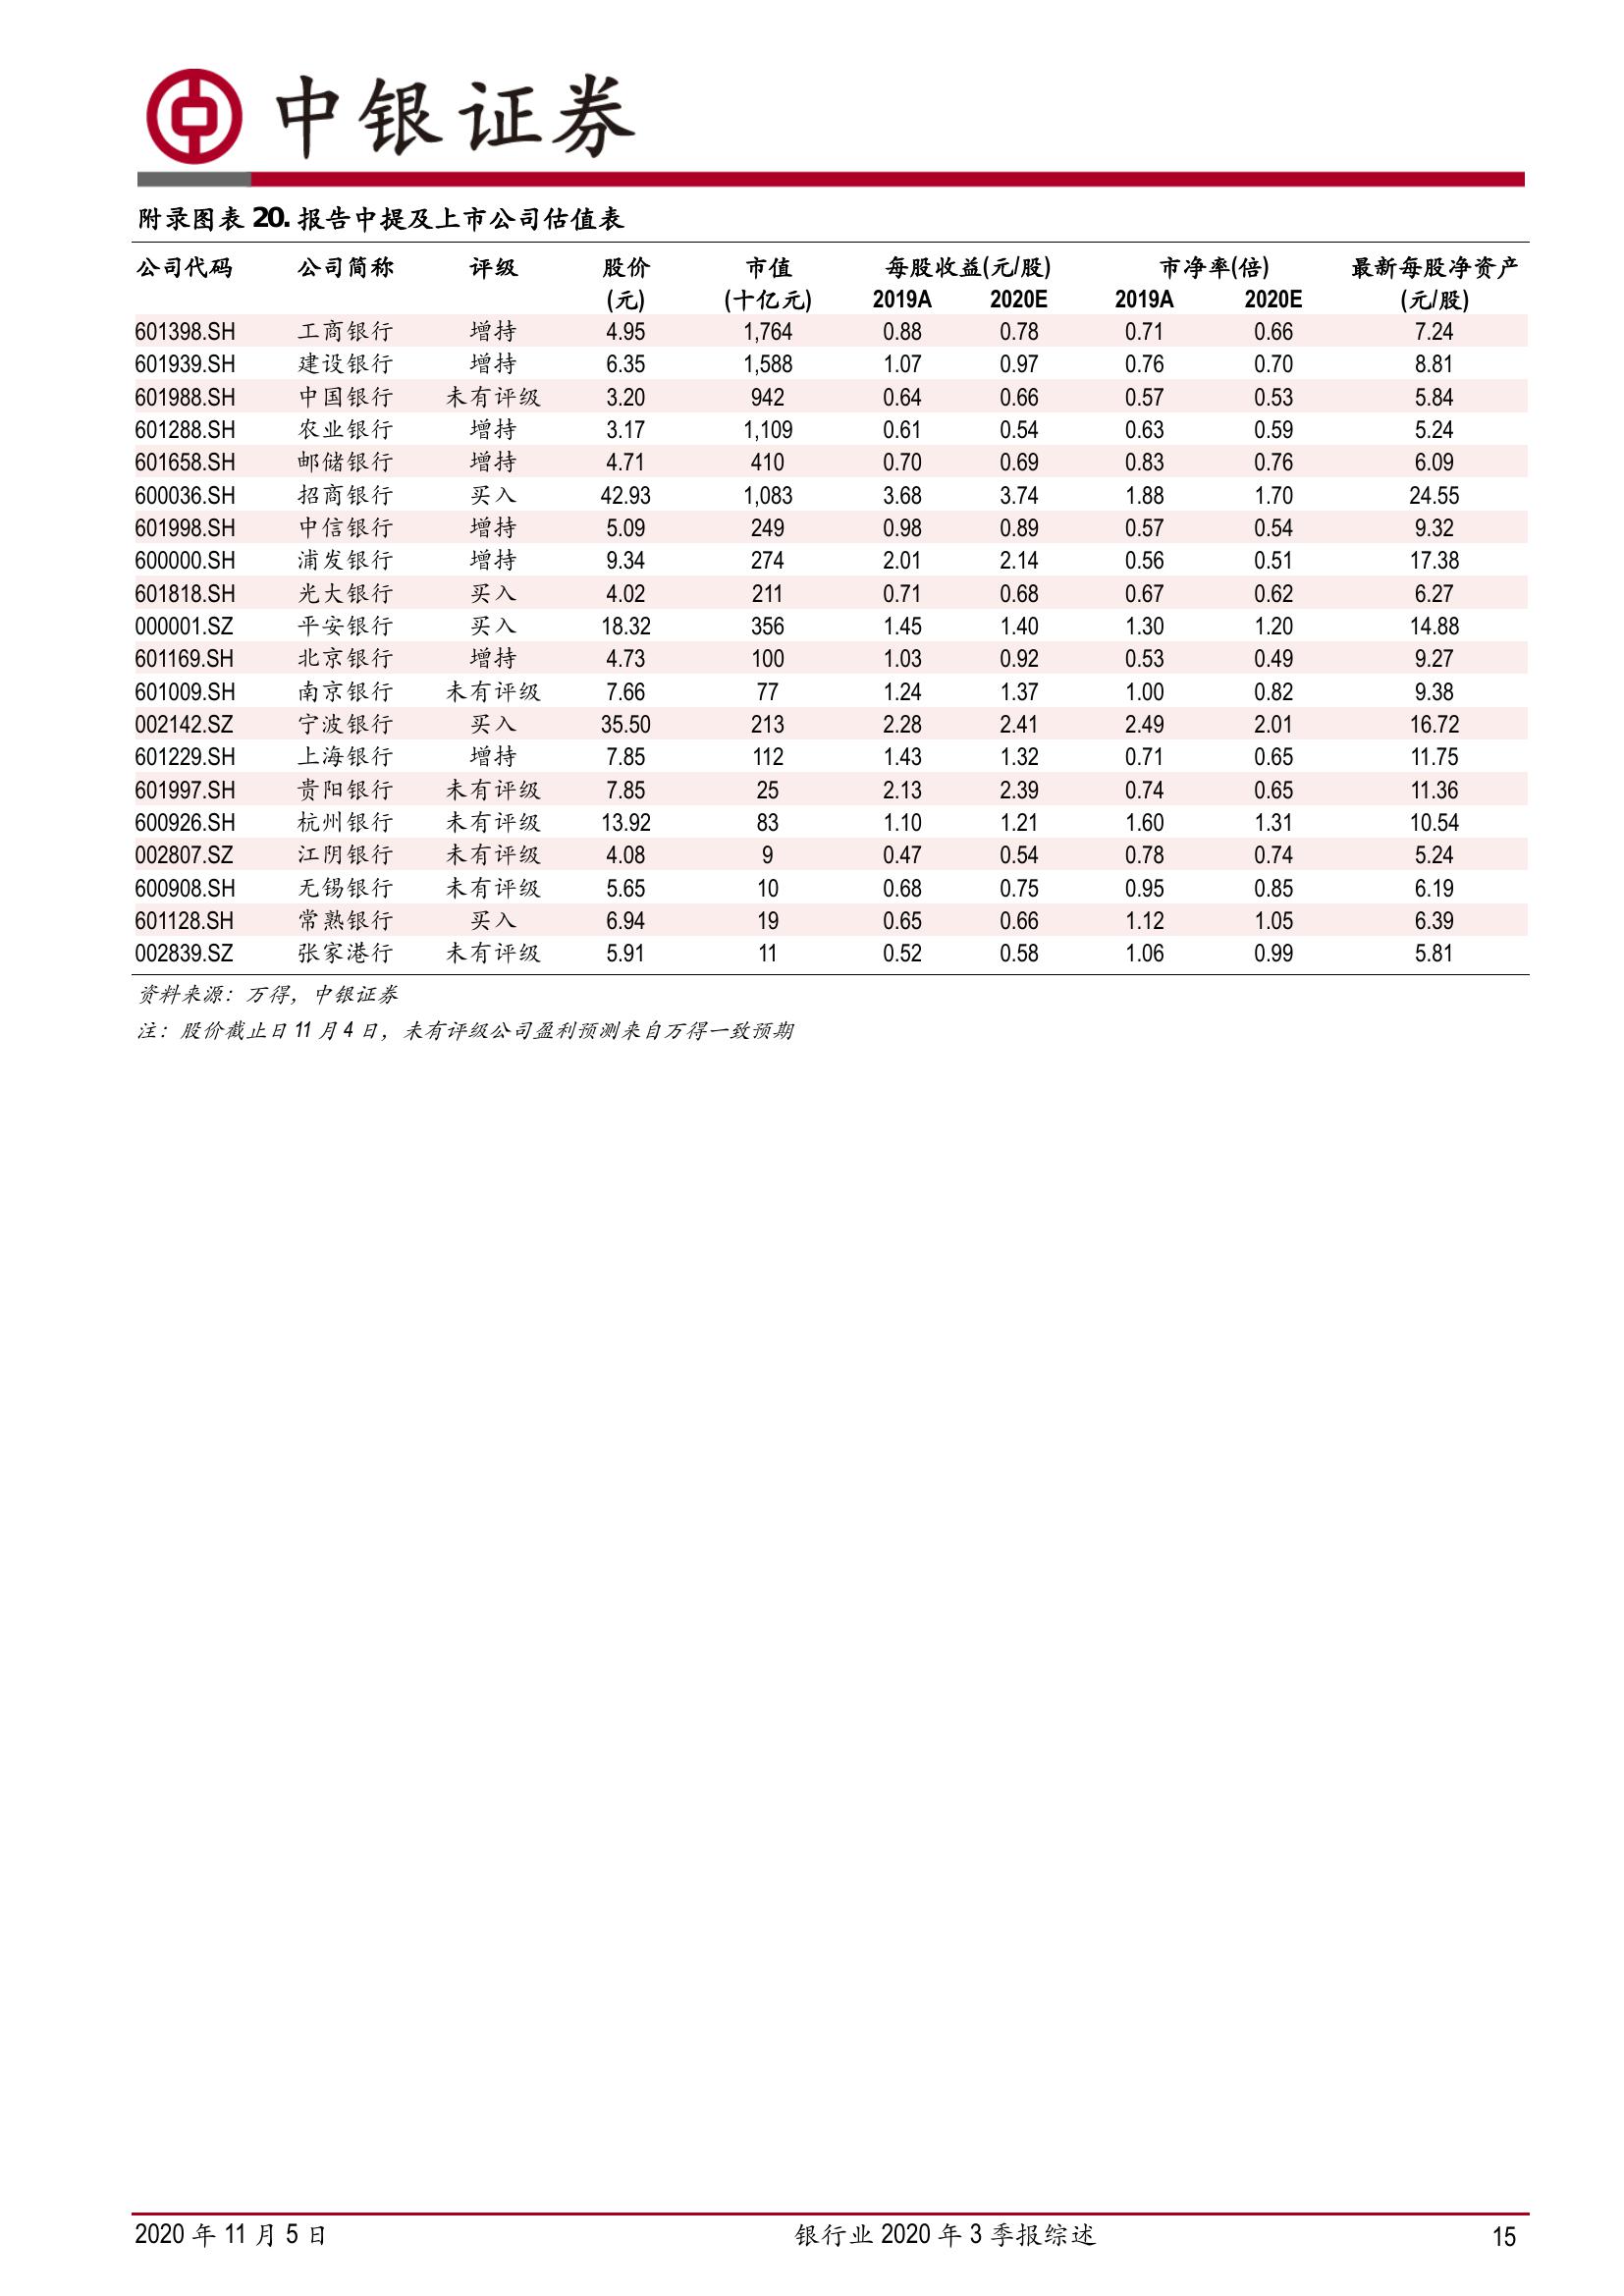 中银证券
附录图表 20. 报告中提及上市公司估值表
公司代码 公司简称 评级 股价 市值 每股收益(元/股) 市净率(倍) 最新每股净资产
(元) (十亿元) 2019A 2020E 2019A 2020E (元/股)
601398.SH 工商银行 增持 4.95 1,764 0.88 0.78 0.71 0.66 7.24
601939.SH 建设银行 增持 6.35 1,588 1.07 0.97 0.76 0.70 8.81
601988.SH 中国银行 未有评级 3.20 942 0.64 0.66 0.57 0.53 5.84
601288.SH 农业银行 增持 3.17 1,109 0.61 0.54 0.63 0.59 5.24
601658.SH 邮储银行 增持 4.71 410 0.70 0.69 0.83 0.76 6.09
600036.SH 招商银行 买入 42.93 1,083 3.68 3.74 1.88 1.70 24.55
601998.SH 中信银行 增持 5.09 249 0.98 0.89 0.57 0.54 9.32
600000.SH 浦发银行 增持 9.34 274 2.01 2.14 0.56 0.51 17.38
601818.SH 光大银行 买入 4.02 211 0.71 0.68 0.67 0.62 6.27
000001.SZ 平安银行 买入 18.32 356 1.45 1.40 1.30 1.20 14.88
601169.SH 北京银行 增持 4.73 100 1.03 0.92 0.53 0.49 9.27
601009.SH 南京银行 未有评级 7.66 77 1.24 1.37 1.00 0.82 9.38
002142.SZ 宁波银行 买入 35.50 213 2.28 2.41 2.49 2.01 16.72
601229.SH 上海银行 增持 7.85 112 1.43 1.32 0.71 0.65 11.75
601997.SH 贵阳银行 未有评级 7.85 25 2.13 2.39 0.74 0.65 11.36
600926.SH 杭州银行 未有评级 13.92 83 1.10 1.21 1.60 1.31 10.54
002807.SZ 江阴银行 未有评级 4.08 9 0.47 0.54 0.78 0.74 5.24
600908.SH 无锡银行 未有评级 5.65 10 0.68 0.75 0.95 0.85 6.19
601128.SH 常熟银行 买入 6.94 19 0.65 0.66 1.12 1.05 6.39
002839.SZ 张家港行 未有评级 5.91 11 0.52 0.58 1.06 0.99 5.81
资料来源：万得，中银证券
注：股价截止日 11 月 4 日，未有评级公司盈利预测来自万得一致预期
2020 年 11 月 5 日 银行业 2020 年 3 季报综述 15